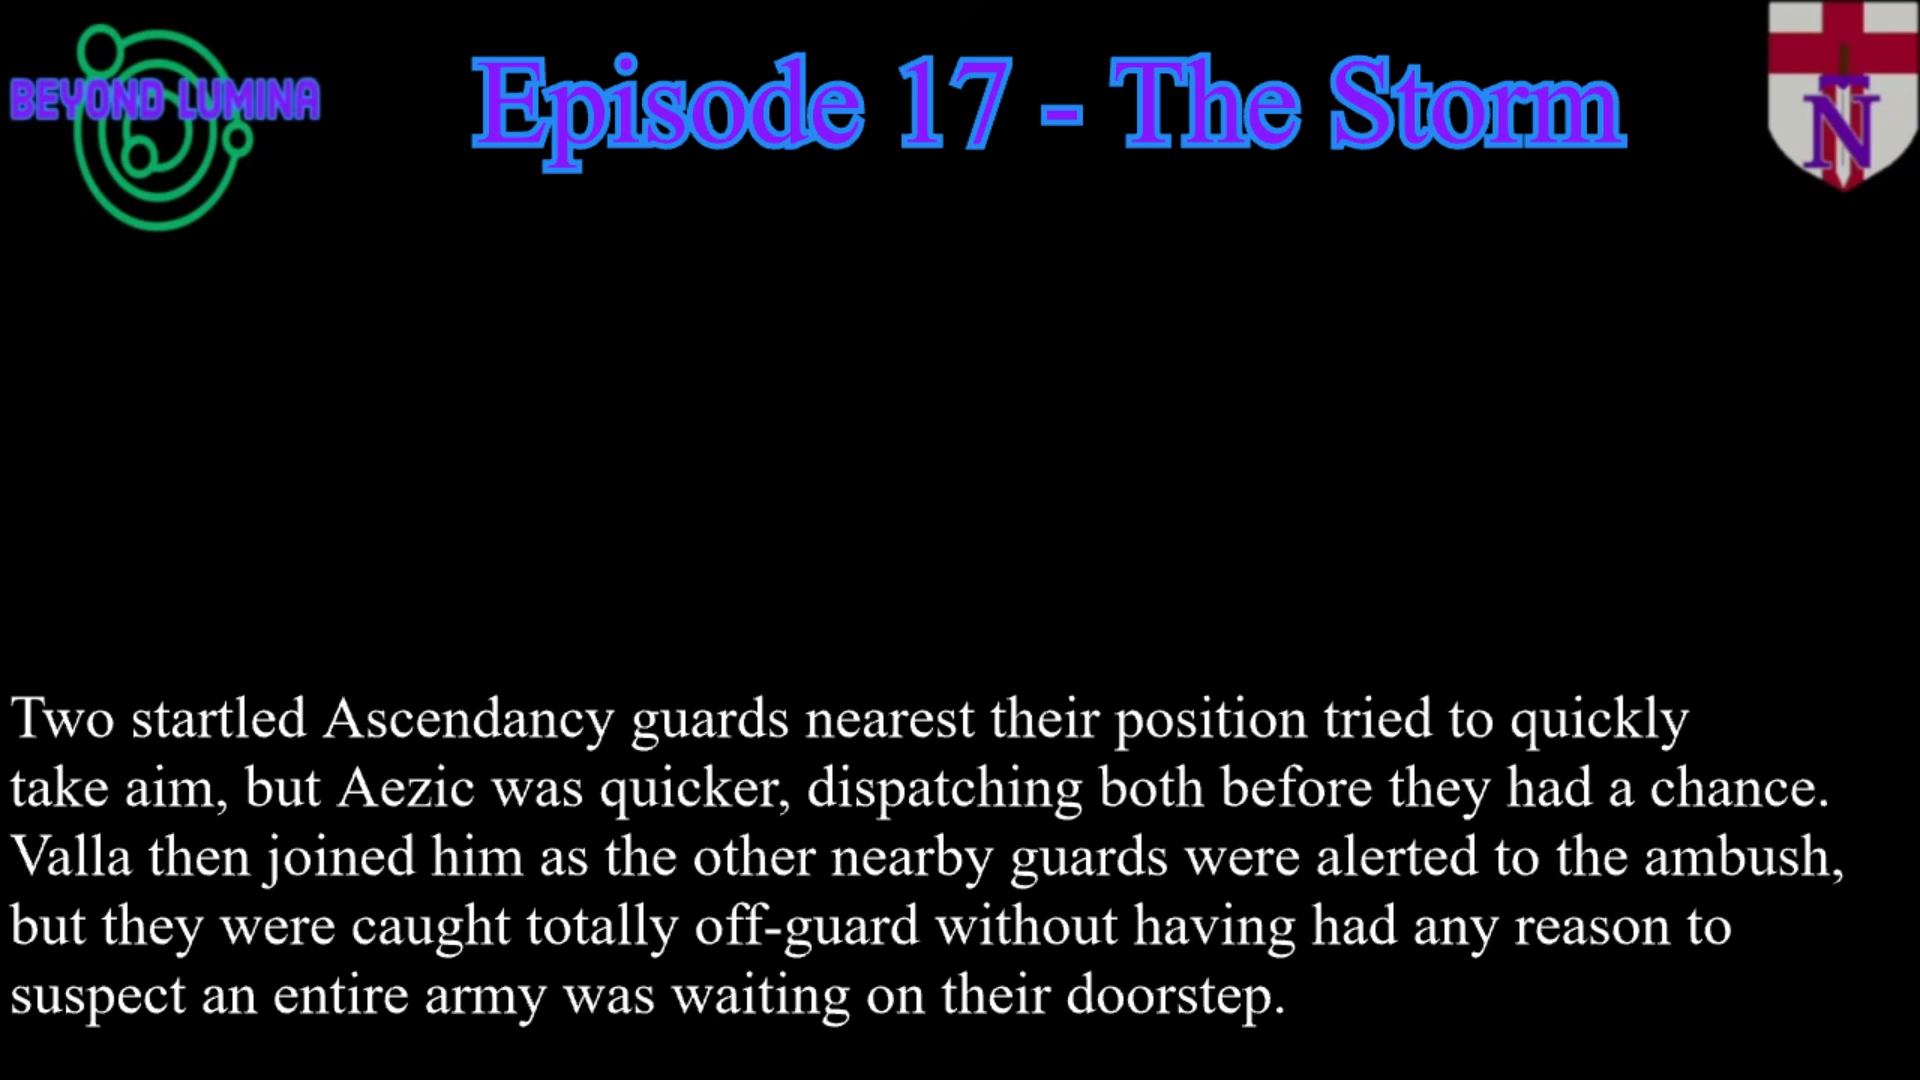 BEYOND LUMINA
Episode 17 - The Storm
N
Two startled Ascendancy guards nearest their position tried to quickly
take aim, but Aezic was quicker, dispatching both before they had a chance.
Valla then joined him as the other nearby guards were alerted to the ambush,
but they were caught totally off-guard without having had any reason to
suspect an entire army was waiting on their doorstep.